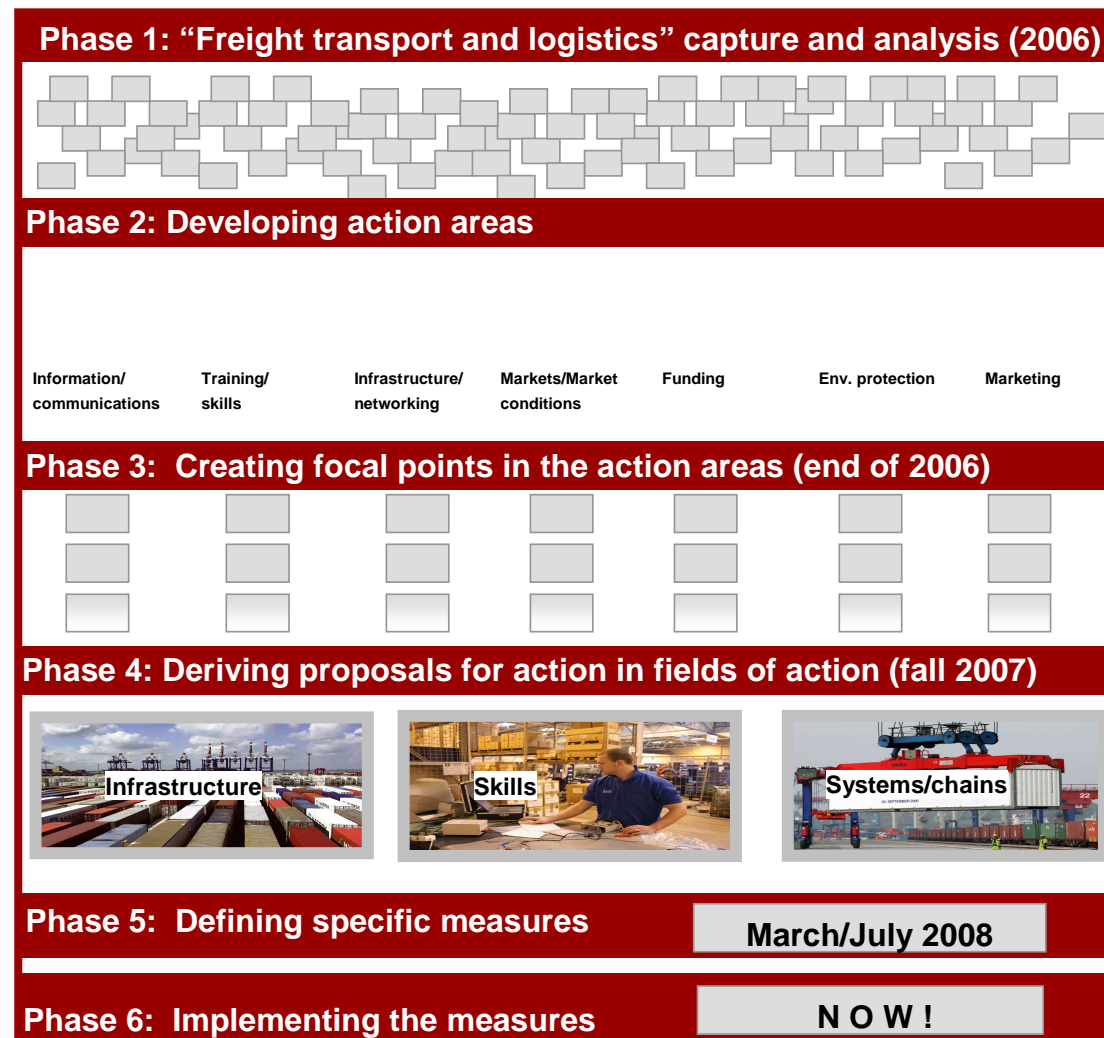 Phase 1: “Freight transport and logistics” capture and analysis (2006)
Phase 2: Developing action areas
Information/
communications
Training/
skills
Infrastructure/
networking
Markets/Market
conditions
Funding
Env. protection
Marketing
Phase 3: Creating focal points in the action areas (end of 2006)
Phase 4: Deriving proposals for action in fields of action (fall 2007)
Infrastructure
Skills
Systems/chains
22
Phase 5: Defining specific measures
March/July 2008
Phase 6: Implementing the measures
N O W !